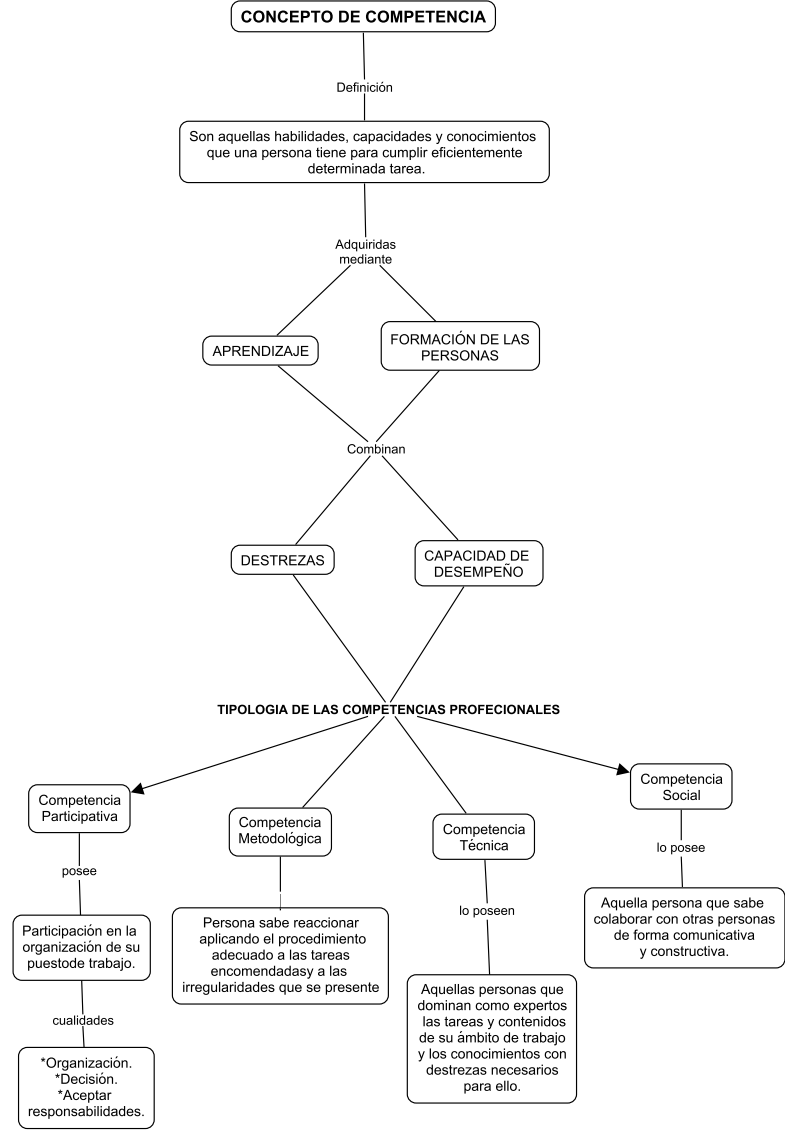 CONCEPTO DE COMPETENCIA
Definición
Son aquellas habilidades, capacidades y conocimientos
que una persona tiene para cumplir eficientemente
determinada tarea.
Adquiridas
mediante
APRENDIZAJE
FORMACIÓN DE LAS
PERSONAS
Combinan
DESTREZAS
CAPACIDAD DE
DESEMPEÑO
TIPOLOGIA DE LAS COMPETENCIAS PROFECIONALES
Competencia
Participativa
posee
Participación en la
organización de su
puestode trabajo.
cualidades
*Organización.
*Decisión.
*Aceptar
responsabilidades.
Competencia
Metodológica
Persona sabe reaccionar
aplicando el procedimiento
adecuado a las tareas
encomendadasy a las
irregularidades que se presente
Competencia
Técnica
lo poseen
Aquellas personas que
dominan como expertos
las tareas y contenidos
de su ámbito de trabajo
y los conocimientos con
destrezas necesarios
para ello.
Competencia
Social
lo posee
Aquella persona que sabe
colaborar con otras personas
de forma comunicativa
y constructiva.